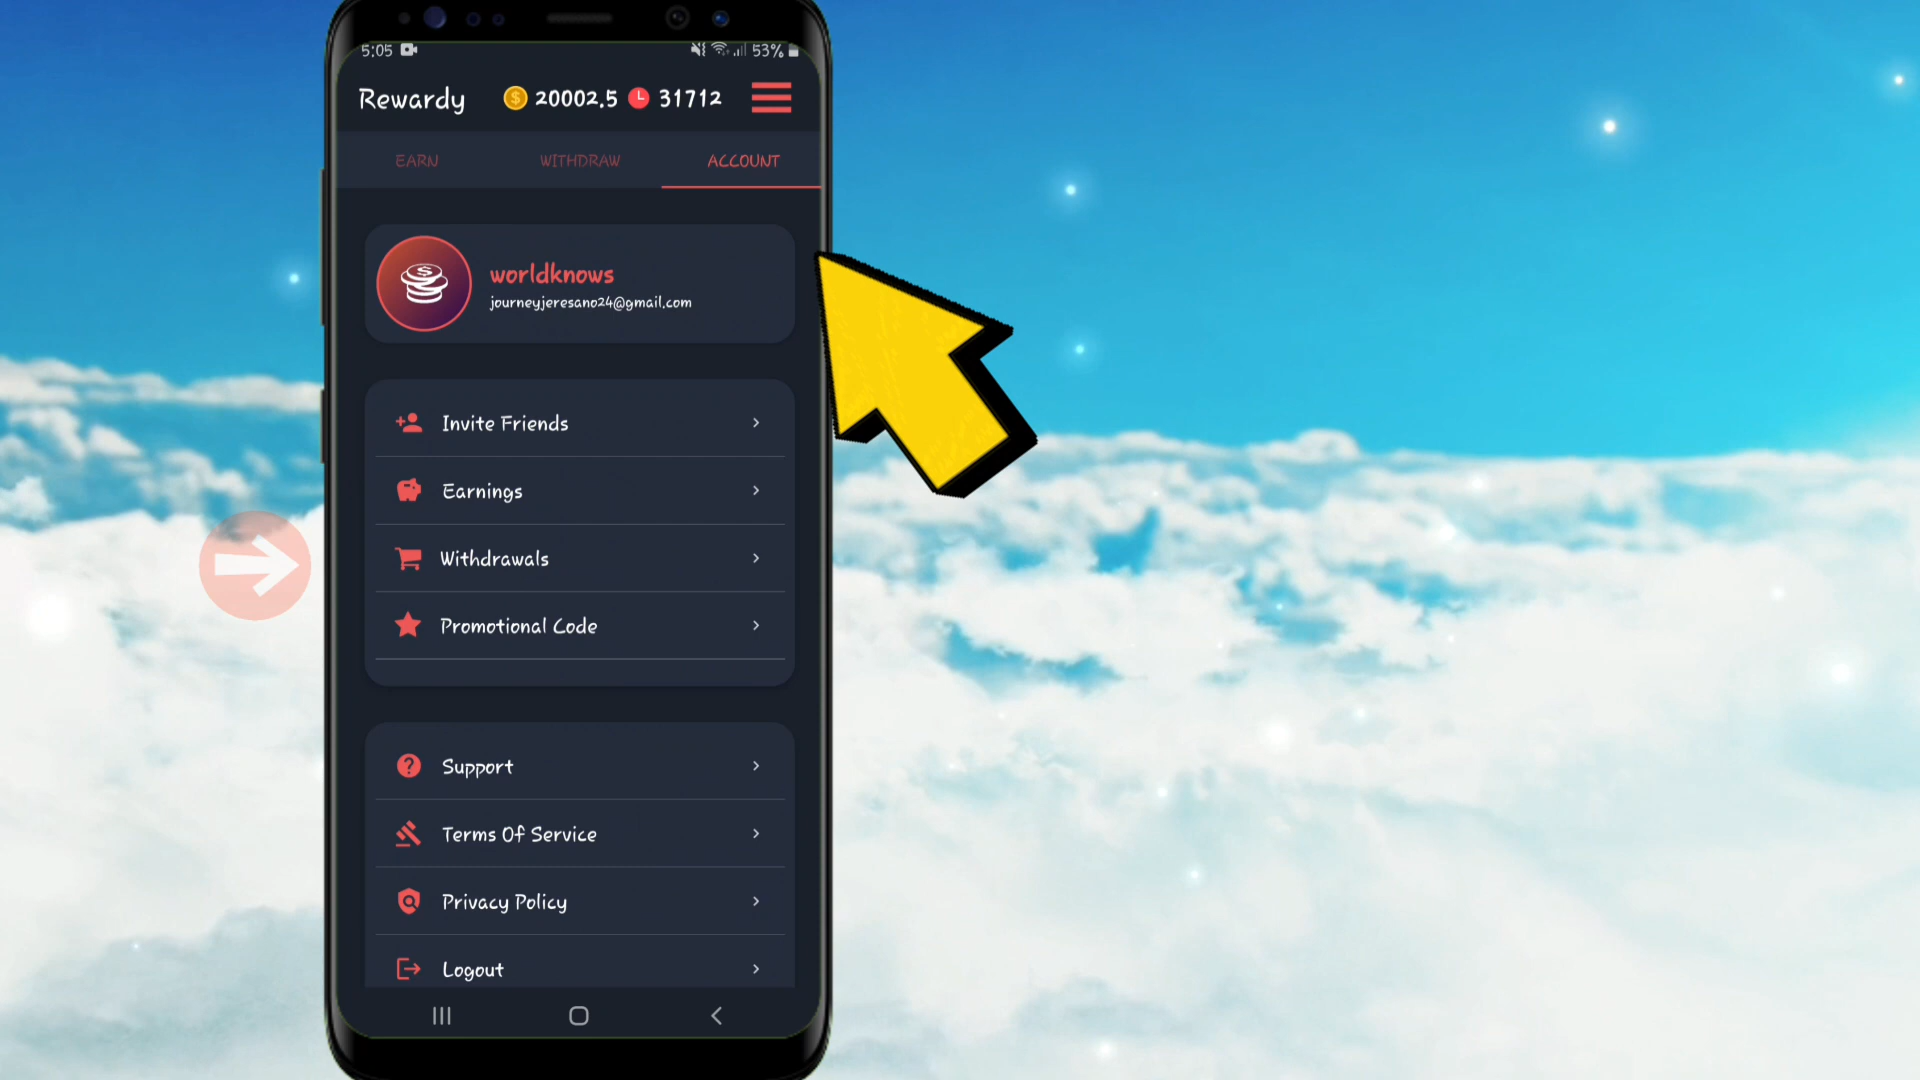 5:05 53%
Rewardy 20002.5 31712
EARN WITHDRAW ACCOUNT
worldknows
journeyjeresano24@gmail.com
Invite Friends
Earnings
Withdrawals
Promotional Code
Support
Terms Of Service
Privacy Policy
Logout